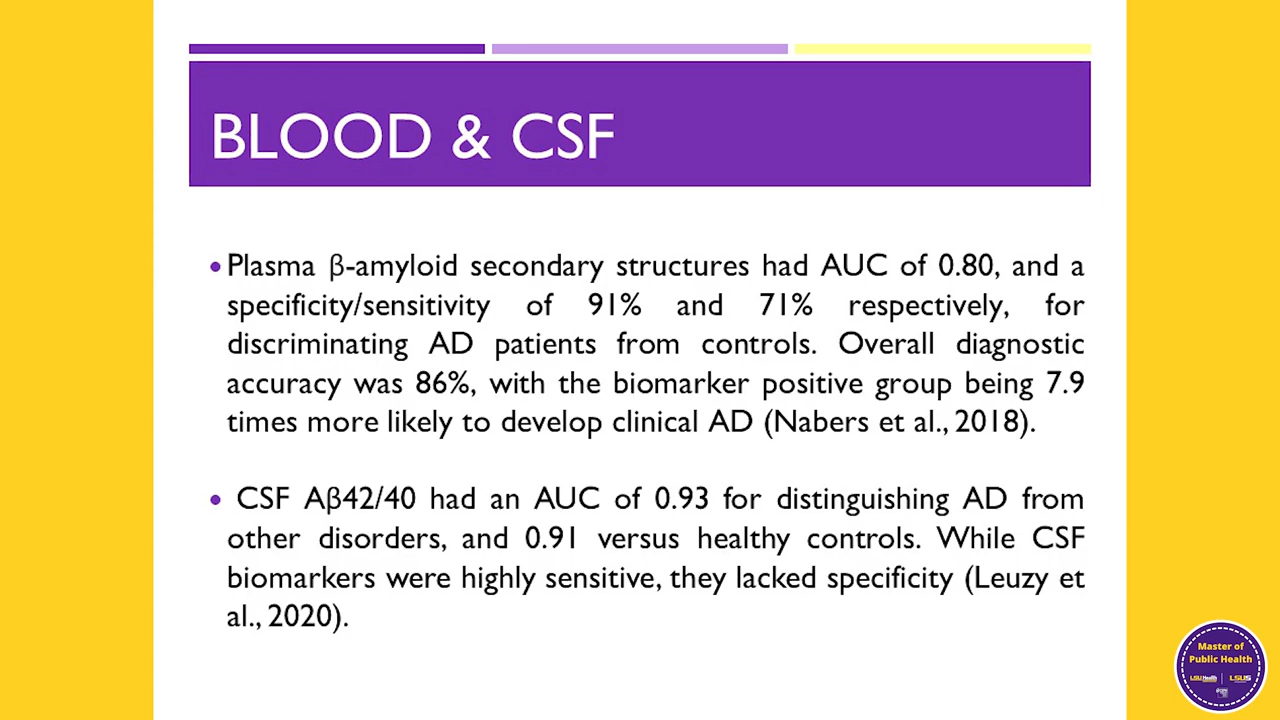 BLOOD & CSF
•Plasma β-amyloid secondary structures had AUC of 0.80, and a
specificity/sensitivity of 91% and 71% respectively, for
discriminating AD patients from controls. Overall diagnostic
accuracy was 86%, with the biomarker positive group being 7.9
times more likely to develop clinical AD (Nabers et al., 2018).
• CSF Aβ42/40 had an AUC of 0.93 for distinguishing AD from
other disorders, and 0.91 versus healthy controls. While CSF
biomarkers were highly sensitive, they lacked specificity (Leuzy et
al., 2020).
Master of
Public Health
LSU Health | LSUS